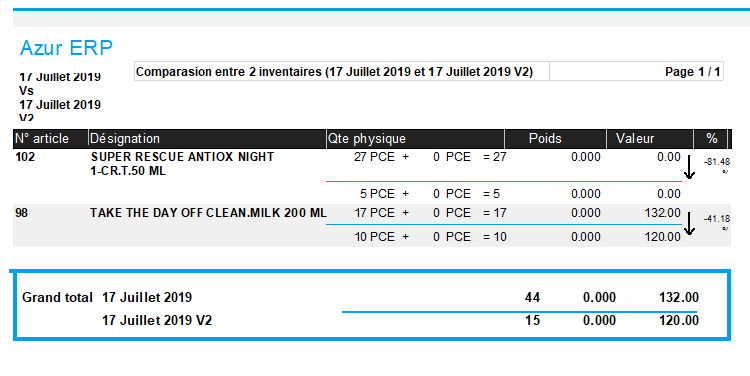 Azur ERP
17 Juillet 2019
Vs
17 Juillet 2019
V2
Comparasion entre 2 inventaires (17 Juillet 2019 et 17 Juillet 2019 V2) Page 1 / 1
N° article Désignation Qte physique Poids Valeur %
102 SUPER RESCUE ANTIOX NIGHT 27 PCE + 0 PCE = 27 0.000 0.00 -81.48
1-CR.T.50 ML %
5 PCE + 0 PCE = 5 0.000 0.00
98 TAKE THE DAY OFF CLEAN.MILK 200 ML 17 PCE + 0 PCE = 17 0.000 132.00 -41.18
%
10 PCE + 0 PCE = 10 0.000 120.00
Grand total 17 Juillet 2019 44 0.000 132.00
17 Juillet 2019 V2 15 0.000 120.00